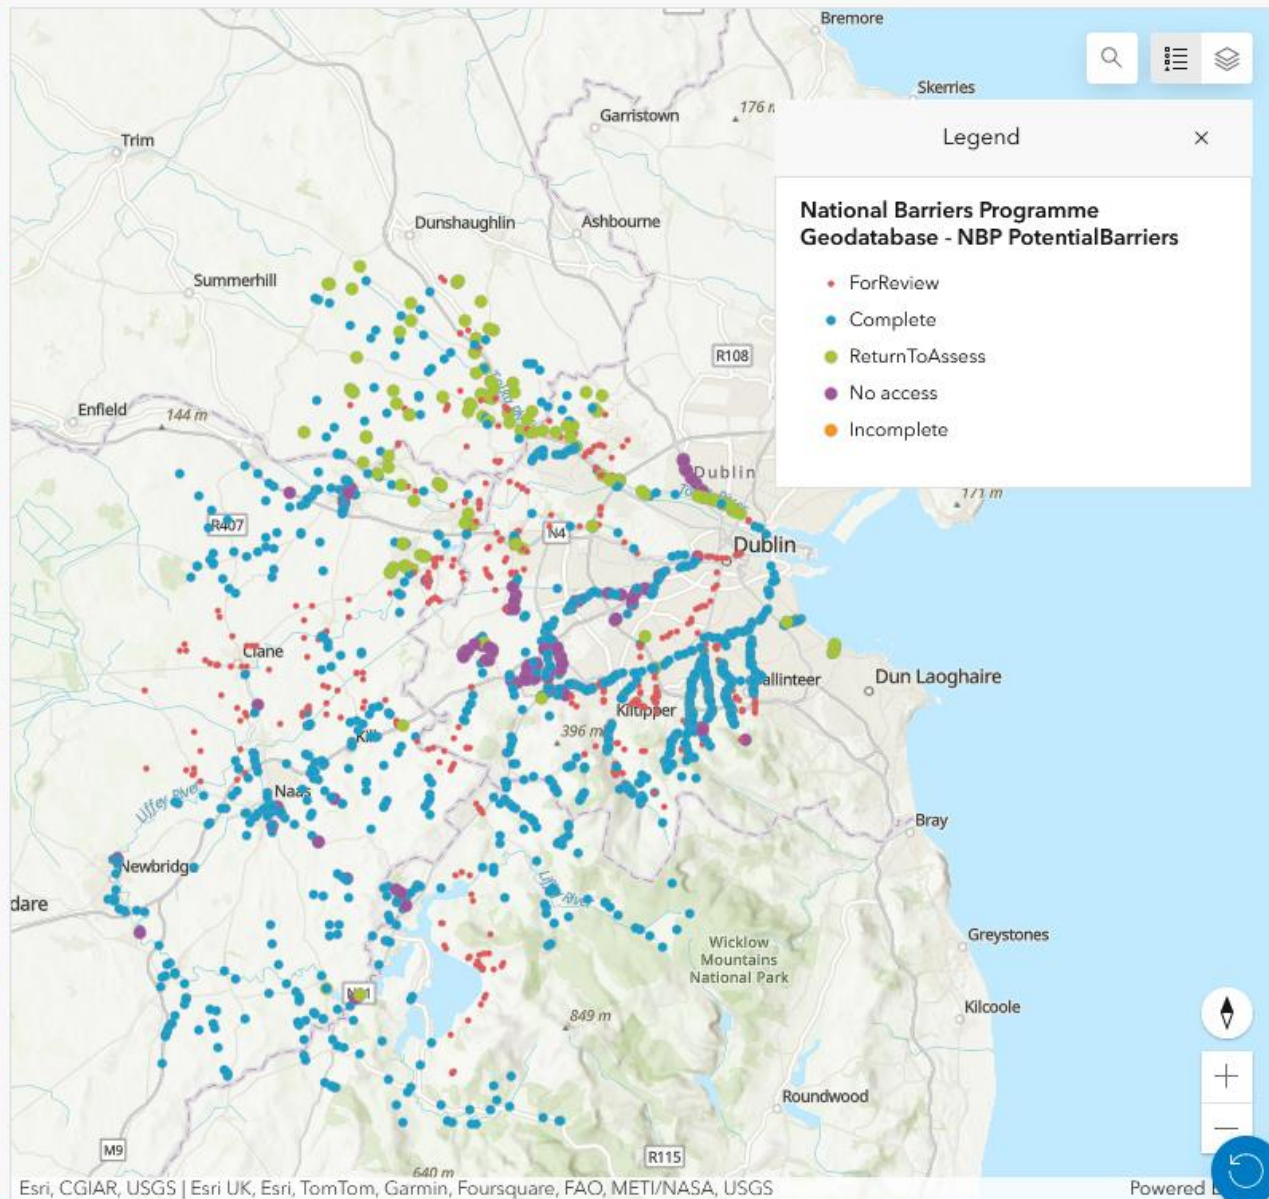 Bremore
Skerries
Garristown
176 m
Trim
Legend
Dunshaughlin
Ashbourne
National Barriers Programme
Geodatabase - NBP PotentialBarriers
Summerhill
ForReview
Complete
R108
ReturnToAssess
No access
Enfield
144 m
Incomplete
Dublin
171 m
R407
N4
Dublin
Clane
allinteer
Dun Laoghaire
Kiltipper
396 m
Kill
Naas
Liffey River
Bray
Newbridge
dare
River
Greystones
Wicklow
Mountains
National Park
Kilcoole
849 m
Roundwood
M9
R115
640 m
Esri, CGIAR, USGS | Esri UK, Esri, TomTom, Garmin, Foursquare, FAO, METI/NASA, USGS
Powered